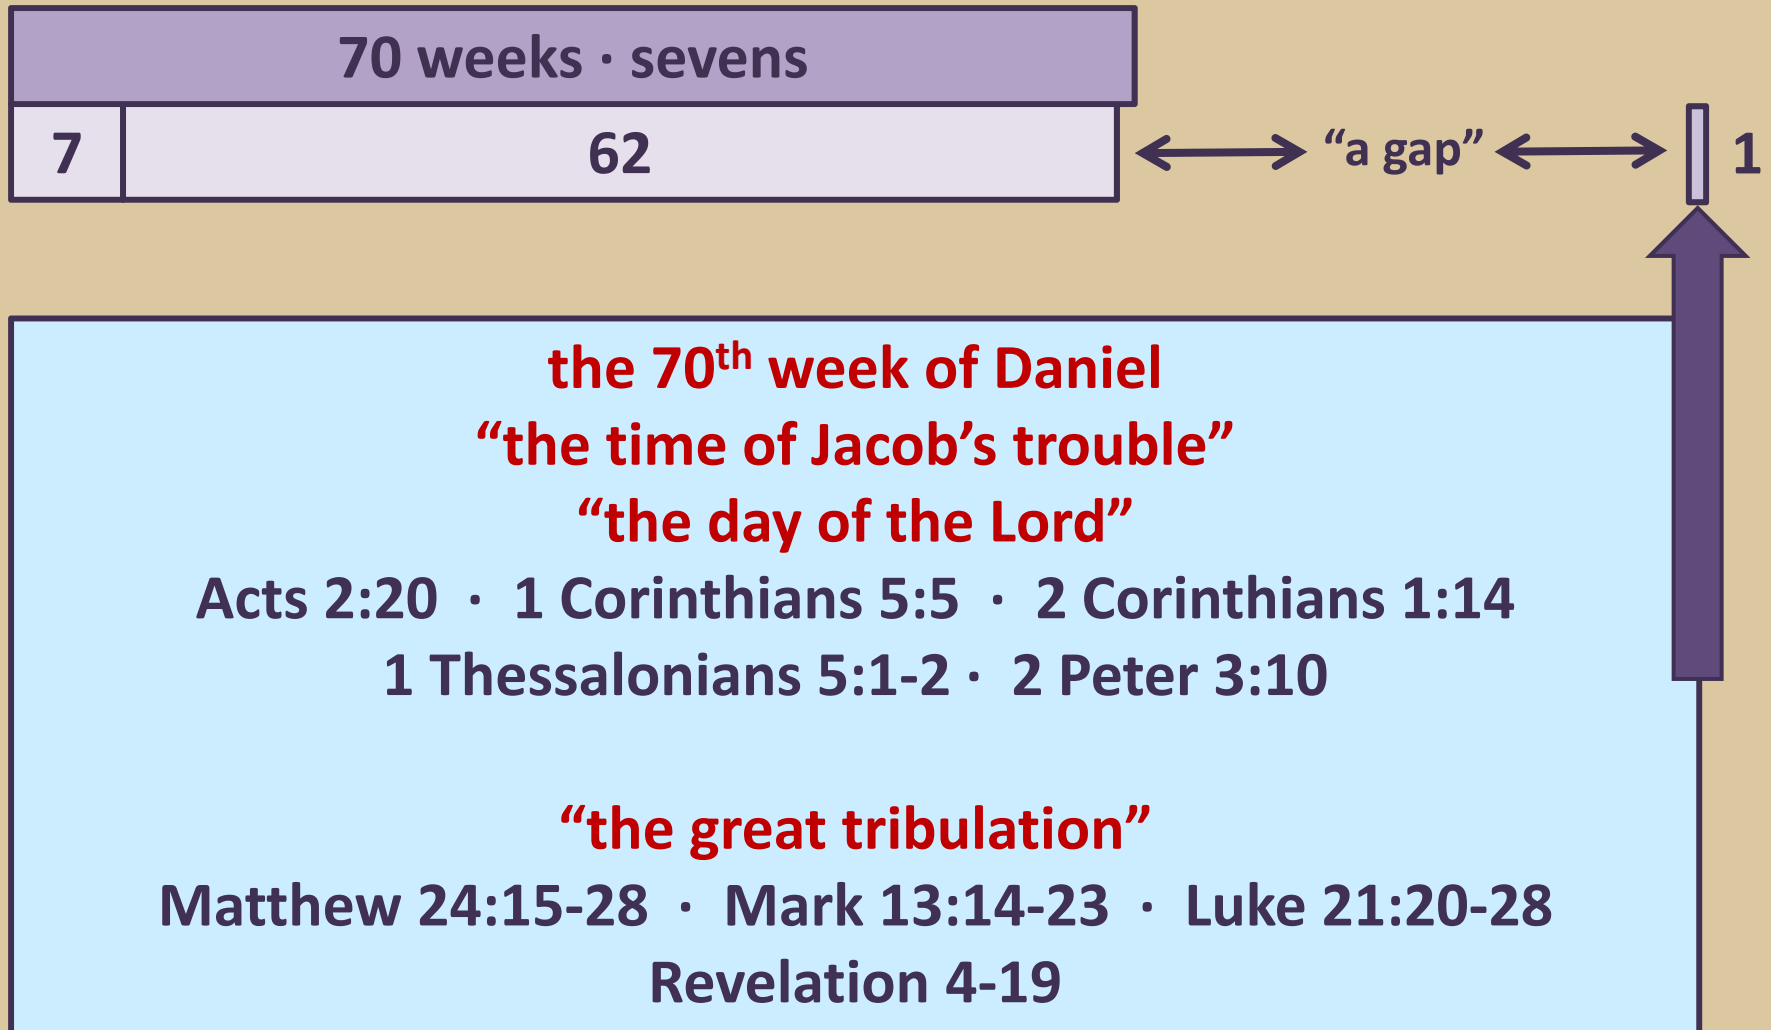 70 weeks · sevens
7 62 “a gap” 1
the 70th week of Daniel
“the time of Jacob’s trouble”
“the day of the Lord”
Acts 2:20 · 1 Corinthians 5:5 · 2 Corinthians 1:14
1 Thessalonians 5:1-2 · 2 Peter 3:10
“the great tribulation”
Matthew 24:15-28 · Mark 13:14-23 · Luke 21:20-28
Revelation 4-19